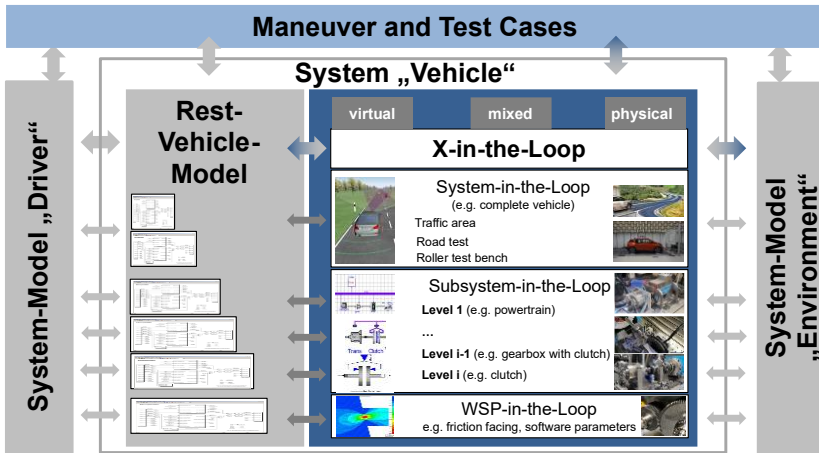 Maneuver and Test Cases
System „Vehicle“
System-Model „Driver“
Rest-
Vehicle-
Model
virtual
mixed
physical
X-in-the-Loop
System-in-the-Loop
(e.g. complete vehicle)
Traffic area
Road test
Roller test bench
Subsystem-in-the-Loop
Level 1 (e.g. powertrain)
...
Level i-1 (e.g. gearbox with clutch)
Level i (e.g. clutch)
Trans Clutch
WSP-in-the-Loop
e.g. friction facing, software parameters
System-Model
„Environment“